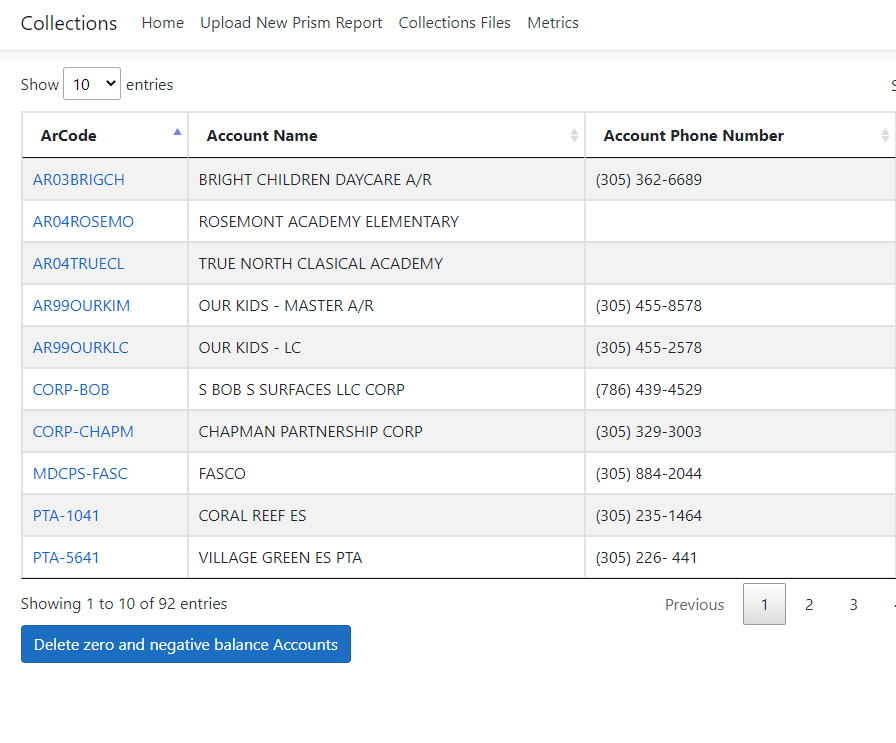 Collections Home Upload New Prism Report Collections Files Metrics
Show 10 entries
ArCode Account Name Account Phone Number
AR03BRIGCH BRIGHT CHILDREN DAYCARE A/R (305) 362-6689
AR04ROSEMO ROSEMONT ACADEMY ELEMENTARY
AR04TRUECL TRUE NORTH CLASICAL ACADEMY
AR99OURKIM OUR KIDS - MASTER A/R (305) 455-8578
AR99OURKLC OUR KIDS - LC (305) 455-2578
CORP-BOB S BOB S SURFACES LLC CORP (786) 439-4529
CORP-CHAPM CHAPMAN PARTNERSHIP CORP (305) 329-3003
MDCPS-FASC FASCO (305) 884-2044
PTA-1041 CORAL REEF ES (305) 235-1464
PTA-5641 VILLAGE GREEN ES PTA (305) 226- 441
Showing 1 to 10 of 92 entries Previous 1 2 3
Delete zero and negative balance Accounts